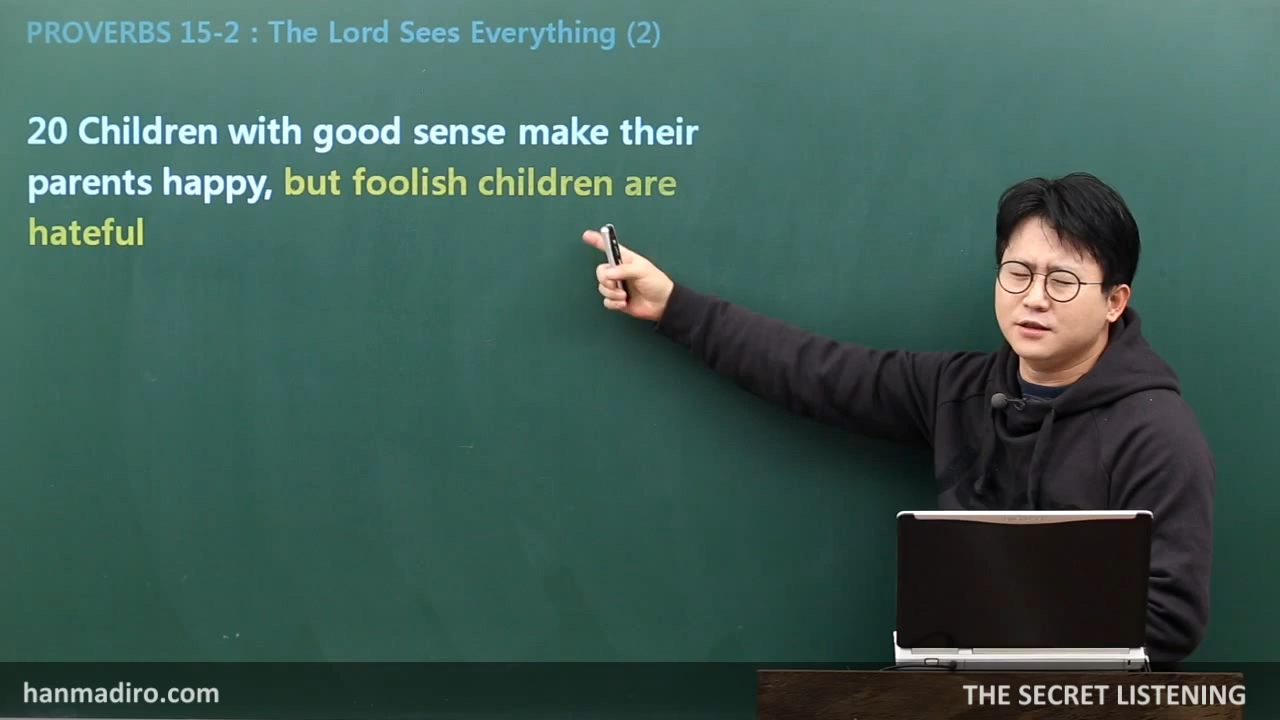 PROVERBS 15-2 : The Lord Sees Everything (2)
20 Children with good sense make their
parents happy, but foolish children are
hateful
hanmadiro.com
THE SECRET LISTENING